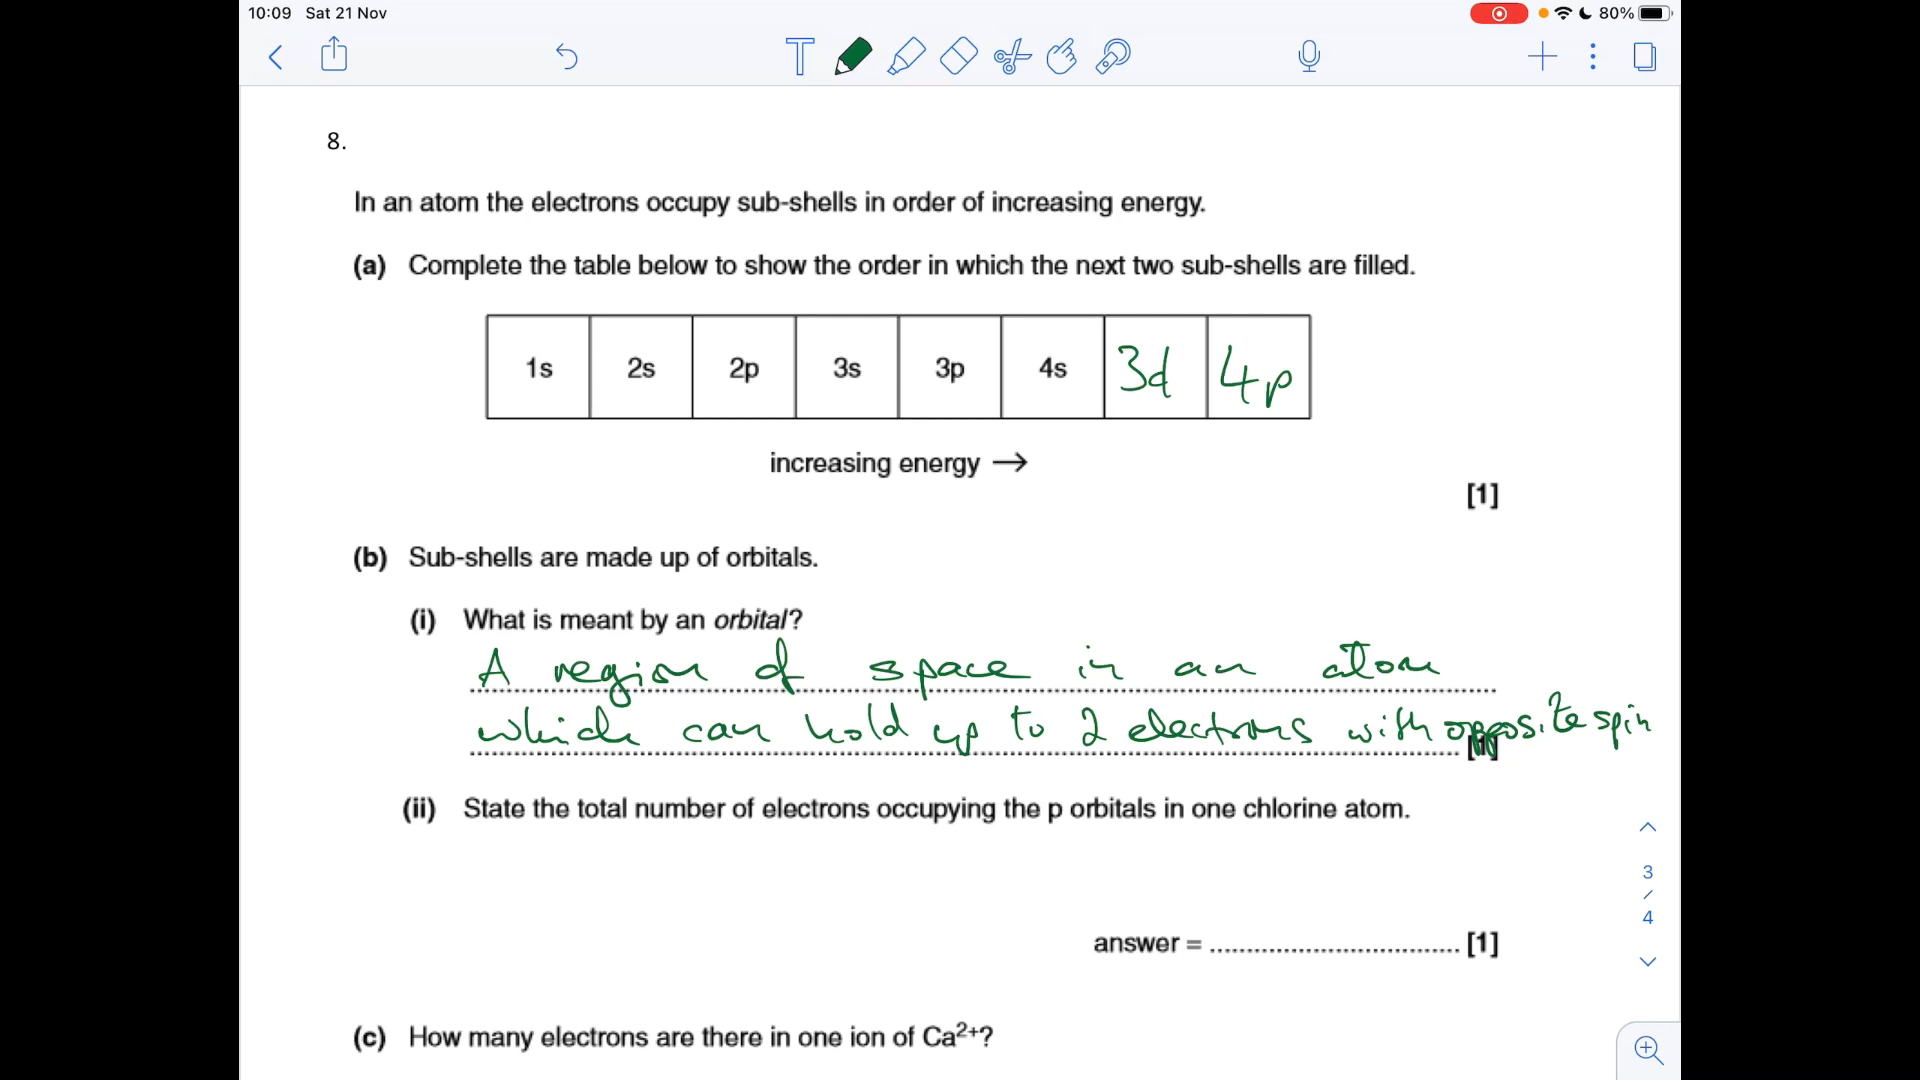 10:09 Sat 21 Nov
80%
T
8.
In an atom the electrons occupy sub-shells in order of increasing energy.
(a) Complete the table below to show the order in which the next two sub-shells are filled.
1s 2s 2p 3s 3p 4s 3d 4p
increasing energy →
[1]
(b) Sub-shells are made up of orbitals.
(i) What is meant by an orbital?
A region of space in an atom
which can hold up to 2 electrons with opposite spin
[1]
(ii) State the total number of electrons occupying the p orbitals in one chlorine atom.
3
/
4
answer = .................................. [1]
(c) How many electrons are there in one ion of Ca²⁺?